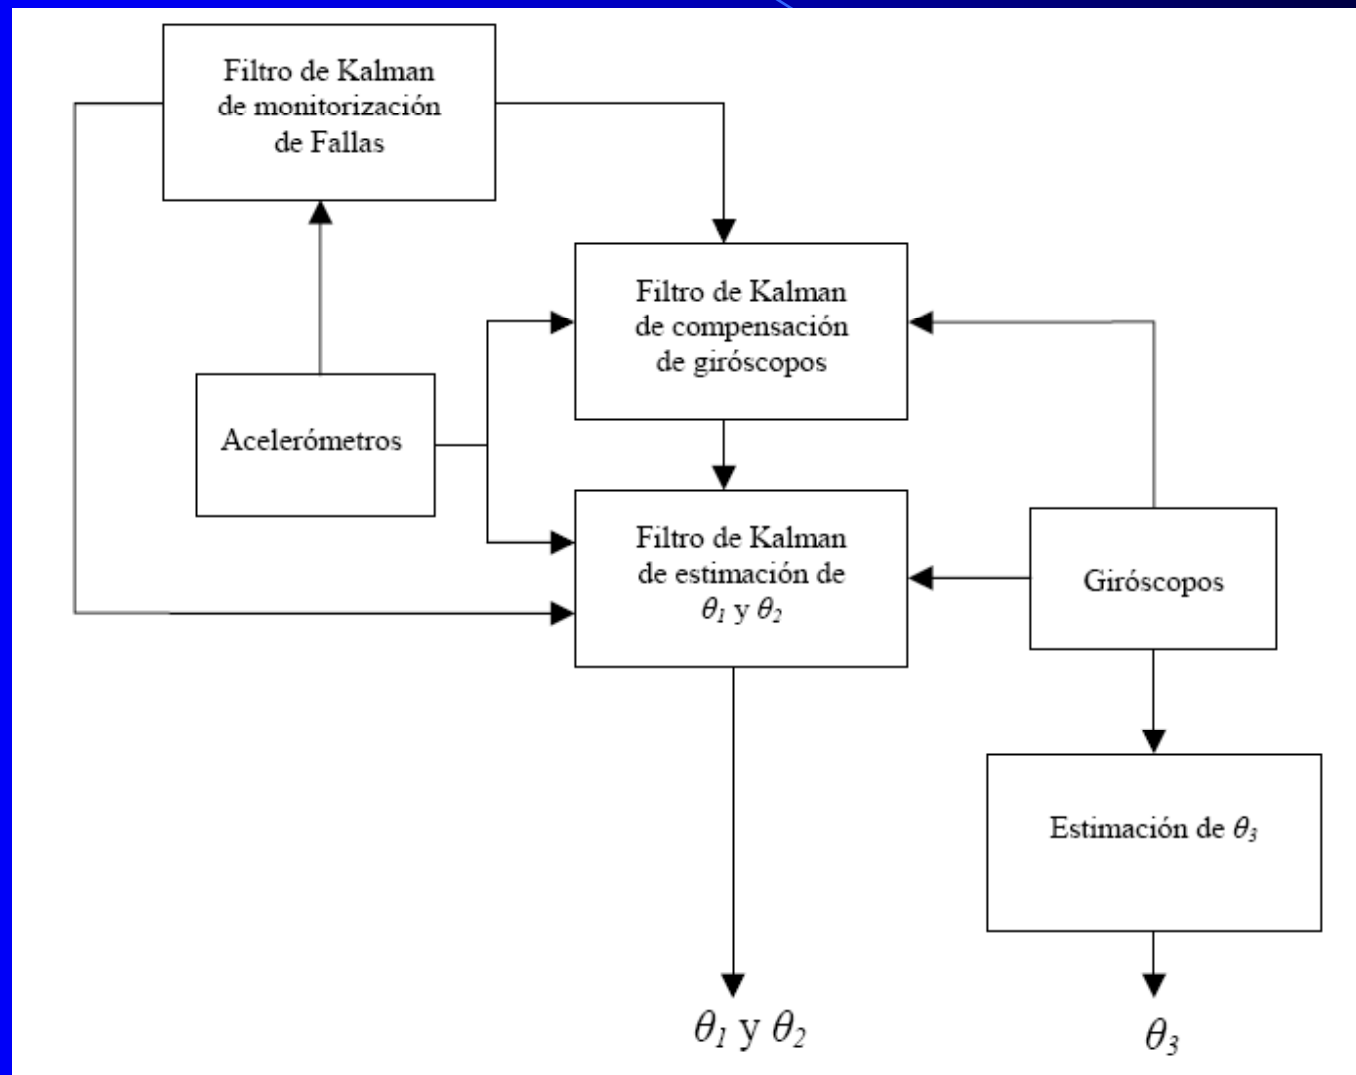 Filtro de Kalman
de monitorización
de Fallas
Filtro de Kalman
de compensación
de giróscopos
Acelerómetros
Filtro de Kalman
de estimación de
θ1 y θ2
Giróscopos
Estimación de θ3
θ1 y θ2
θ3